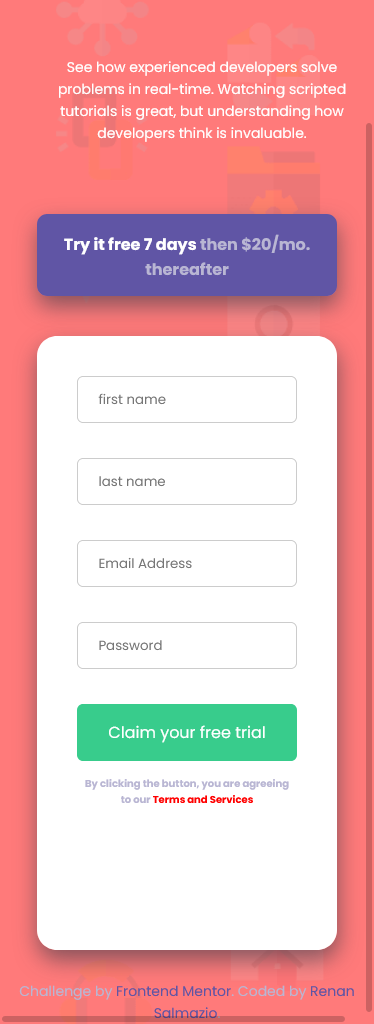 See how experienced developers solve
problems in real-time. Watching scripted
tutorials is great, but understanding how
developers think is invaluable.
Try it free 7 days then $20/mo.
thereafter
first name
last name
Email Address
Password
Claim your free trial
By clicking the button, you are agreeing
to our Terms and Services
Challenge by Frontend Mentor. Coded by Renan
Salmazio